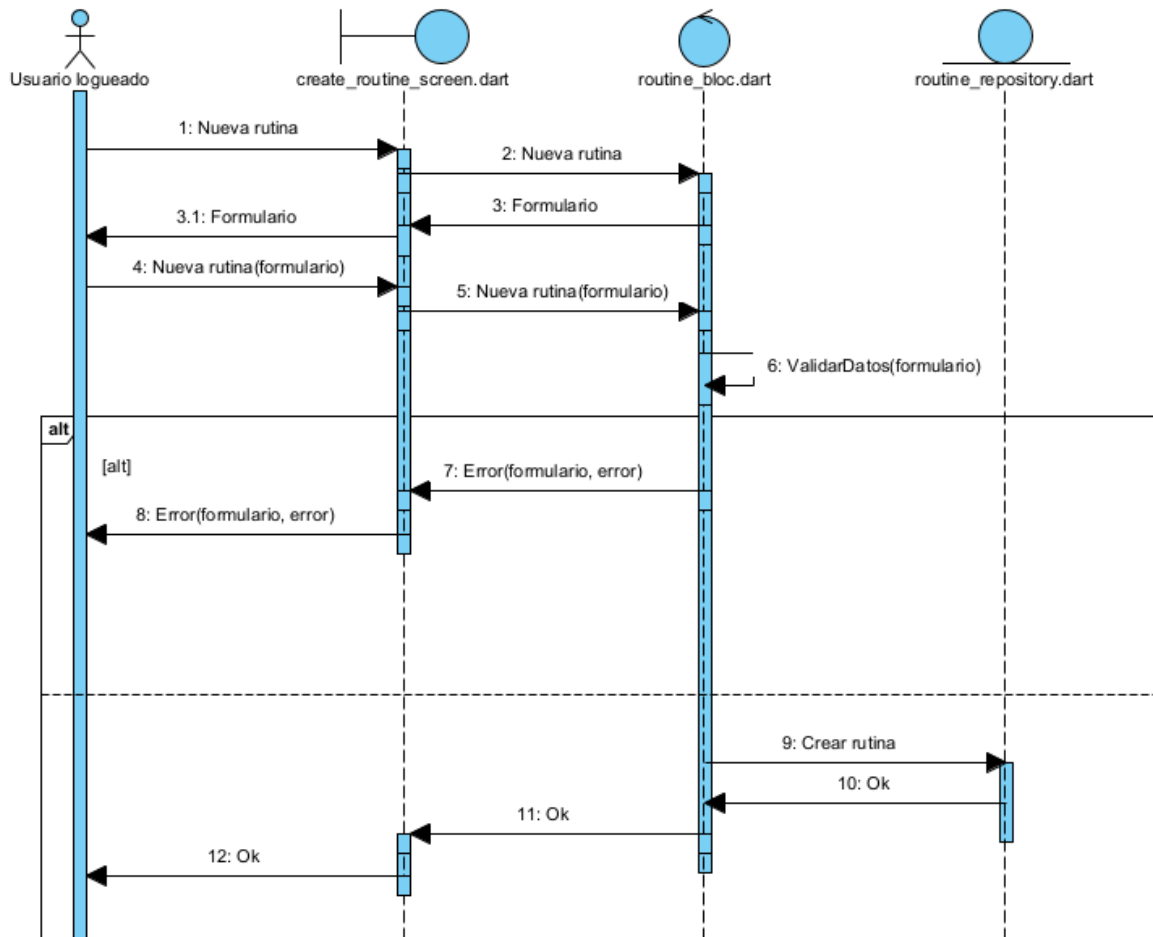 Usuario logueado
create_routine_screen.dart
routine_bloc.dart
routine_repository.dart
1: Nueva rutina
2: Nueva rutina
3: Formulario
3.1: Formulario
4: Nueva rutina(formulario)
5: Nueva rutina(formulario)
6: ValidarDatos(formulario)
alt
[alt]
7: Error(formulario, error)
8: Error(formulario, error)
9: Crear rutina
10: Ok
11: Ok
12: Ok